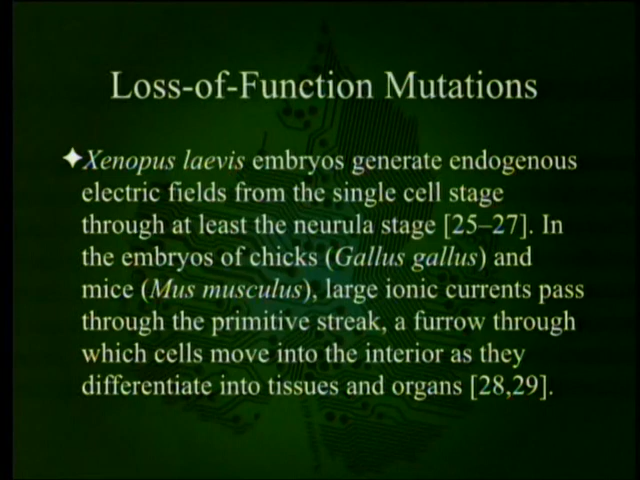 Loss-of-Function Mutations
✦Xenopus laevis embryos generate endogenous
electric fields from the single cell stage
through at least the neurula stage [25–27]. In
the embryos of chicks (Gallus gallus) and
mice (Mus musculus), large ionic currents pass
through the primitive streak, a furrow through
which cells move into the interior as they
differentiate into tissues and organs [28,29].